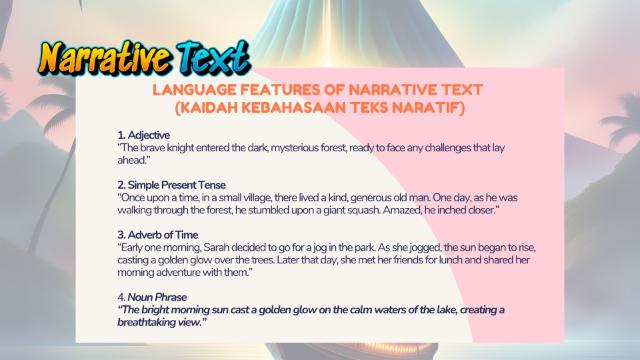 Narrative Text
LANGUAGE FEATURES OF NARRATIVE TEXT
(KAIDAH KEBAHASAAN TEKS NARATIF)
1. Adjective
"The brave knight entered the dark, mysterious forest, ready to face any challenges that lay
ahead."
2. Simple Present Tense
"Once upon a time, in a small village, there lived a kind, generous old man. One day, as he was
walking through the forest, he stumbled upon a giant squash. Amazed, he inched closer."
3. Adverb of Time
"Early one morning, Sarah decided to go for a jog in the park. As she jogged, the sun began to rise,
casting a golden glow over the trees. Later that day, she met her friends for lunch and shared her
morning adventure with them."
4. Noun Phrase
"The bright morning sun cast a golden glow on the calm waters of the lake, creating a
breathtaking view."